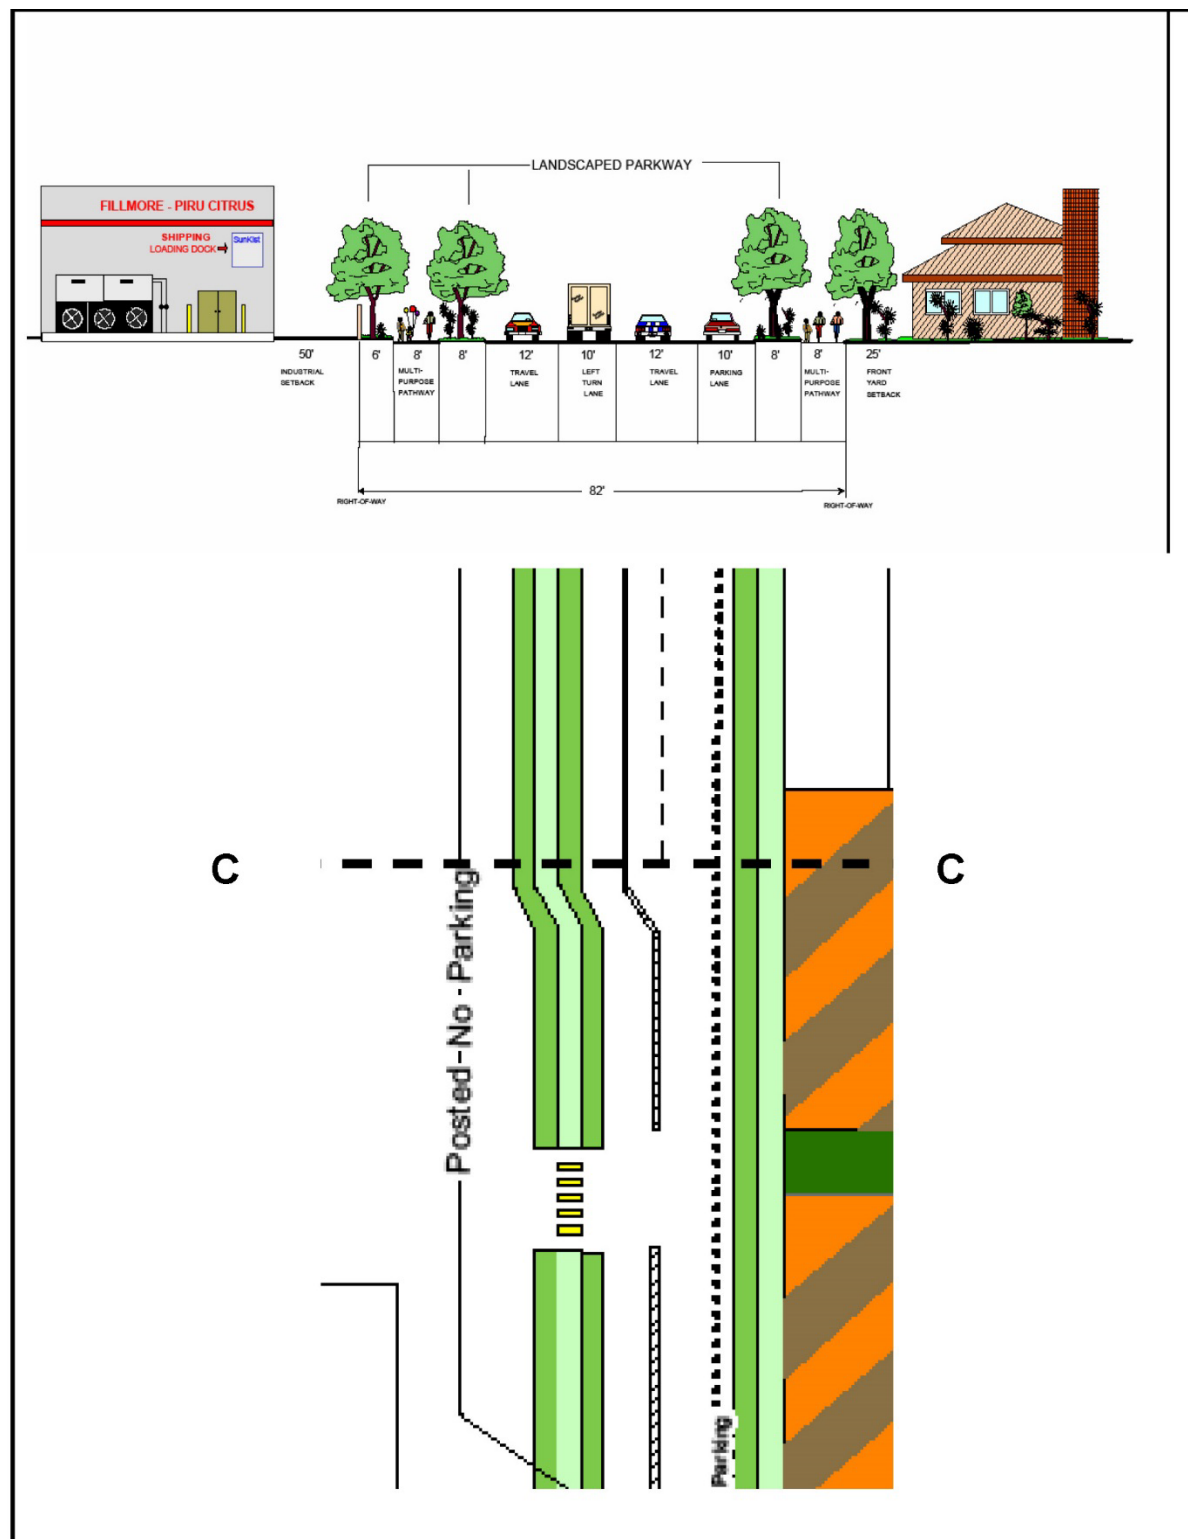 LANDSCAPED PARKWAY
FILLMORE - PIRU CITRUS
SHIPPING
LOADING DOCK
SunKist
50'
INDUSTRIAL
SETBACK
6'
8'
MULTI-
PURPOSE
PATHWAY
8'
12'
TRAVEL
LANE
10'
LEFT
TURN
LANE
12'
TRAVEL
LANE
10'
PARKING
LANE
8'
8'
MULTI-
PURPOSE
PATHWAY
25'
FRONT
YARD
SETBACK
82'
RIGHT-OF-WAY
RIGHT-OF-WAY
C
C
Posted-No-Parking
Parking